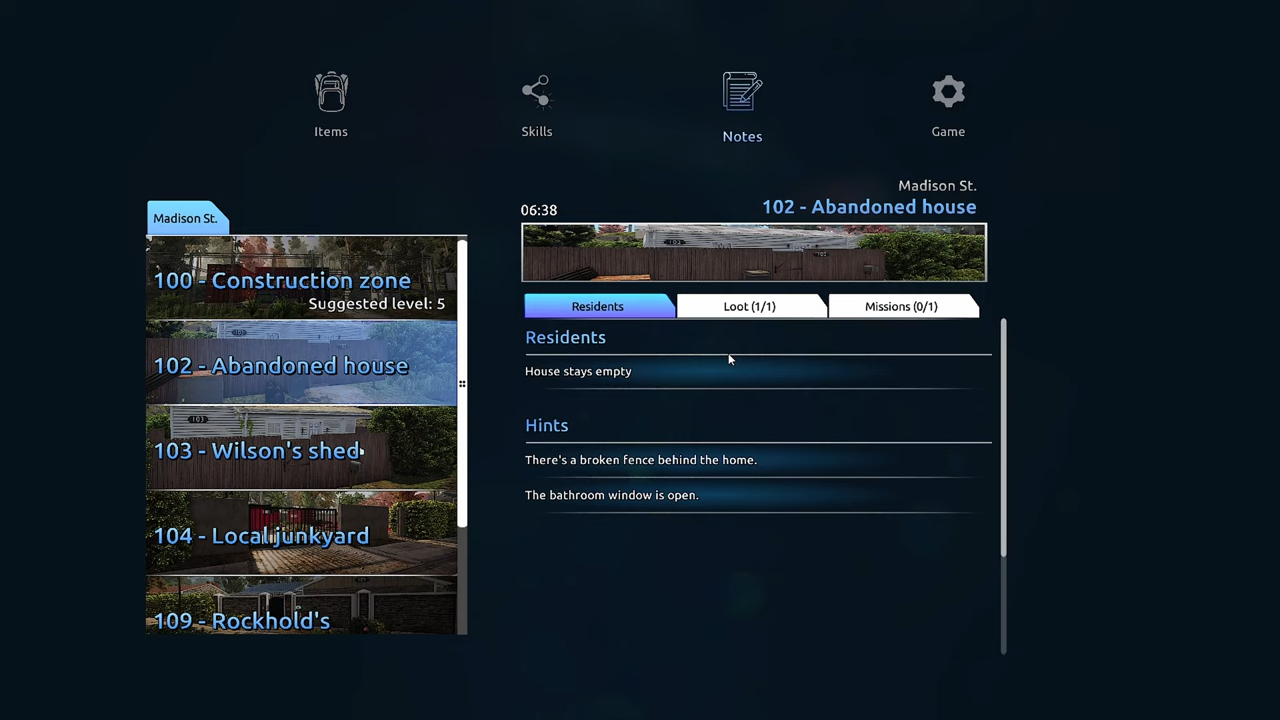 Items
Skills
Notes
Game
Madison St.
100 - Construction zone
Suggested level: 5
102 - Abandoned house
103 - Wilson's shed
104 - Local junkyard
109 - Rockhold's
Madison St.
06:38
102 - Abandoned house
Residents
Loot (1/1)
Missions (0/1)
Residents
House stays empty
Hints
There's a broken fence behind the home.
The bathroom window is open.